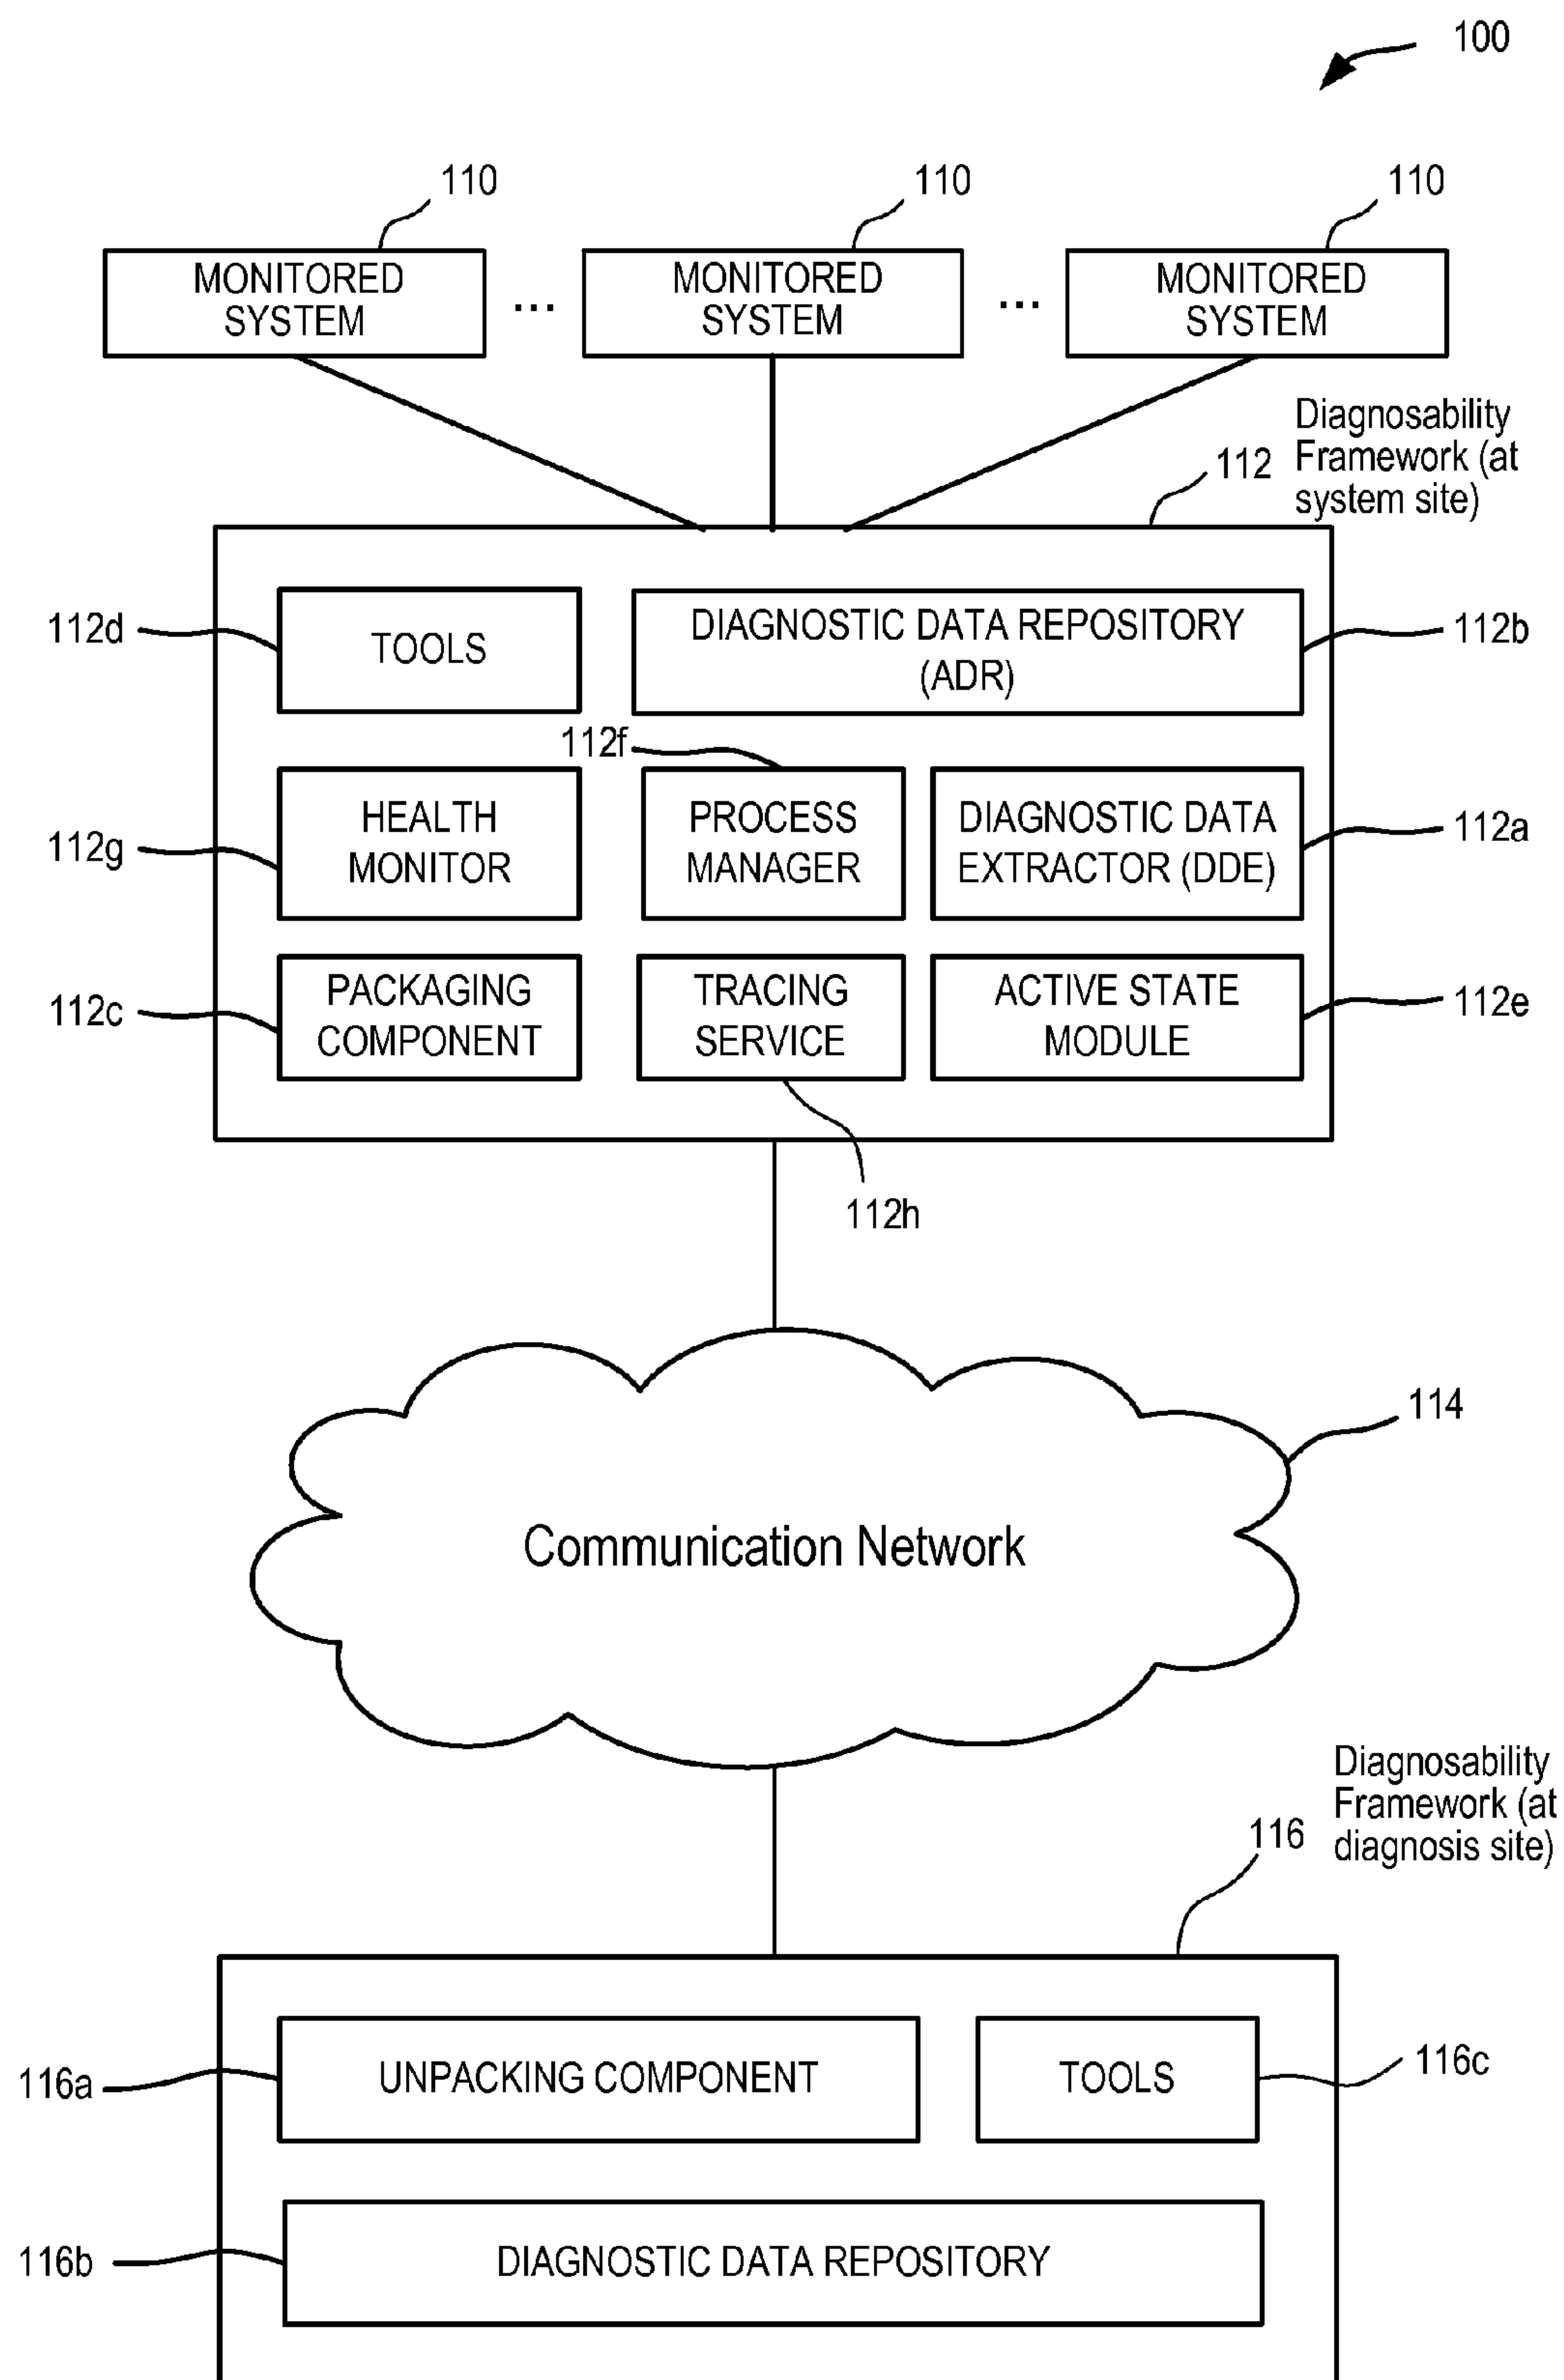 100
110
110
110
MONITORED
SYSTEM
...
MONITORED
SYSTEM
...
MONITORED
SYSTEM
Diagnosability
Framework (at
system site)
112
112d
TOOLS
DIAGNOSTIC DATA REPOSITORY
(ADR)
112b
112f
112g
HEALTH
MONITOR
PROCESS
MANAGER
DIAGNOSTIC DATA
EXTRACTOR (DDE)
112a
112c
PACKAGING
COMPONENT
TRACING
SERVICE
ACTIVE STATE
MODULE
112e
112h
114
Communication Network
Diagnosability
Framework (at
diagnosis site)
116
116a
UNPACKING COMPONENT
TOOLS
116c
116b
DIAGNOSTIC DATA REPOSITORY